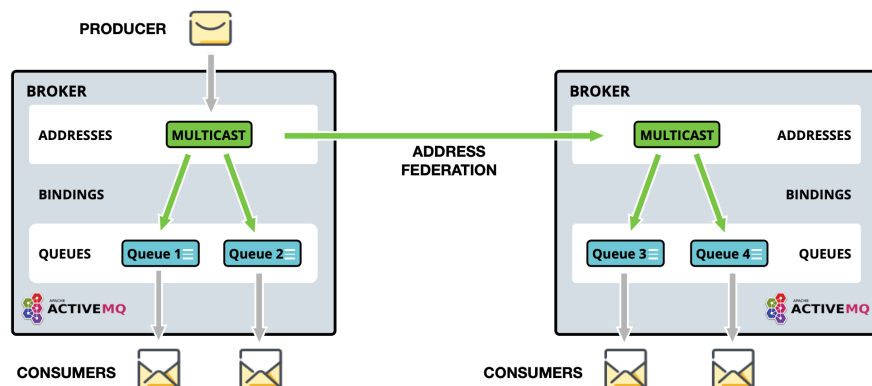 PRODUCER
BROKER
ADDRESSES
MULTICAST
BINDINGS
QUEUES
Queue 1
Queue 2
APACHE
ACTIVEMQ
CONSUMERS
ADDRESS
FEDERATION
BROKER
MULTICAST
ADDRESSES
BINDINGS
Queue 3
Queue 4
QUEUES
APACHE
ACTIVEMQ
CONSUMERS